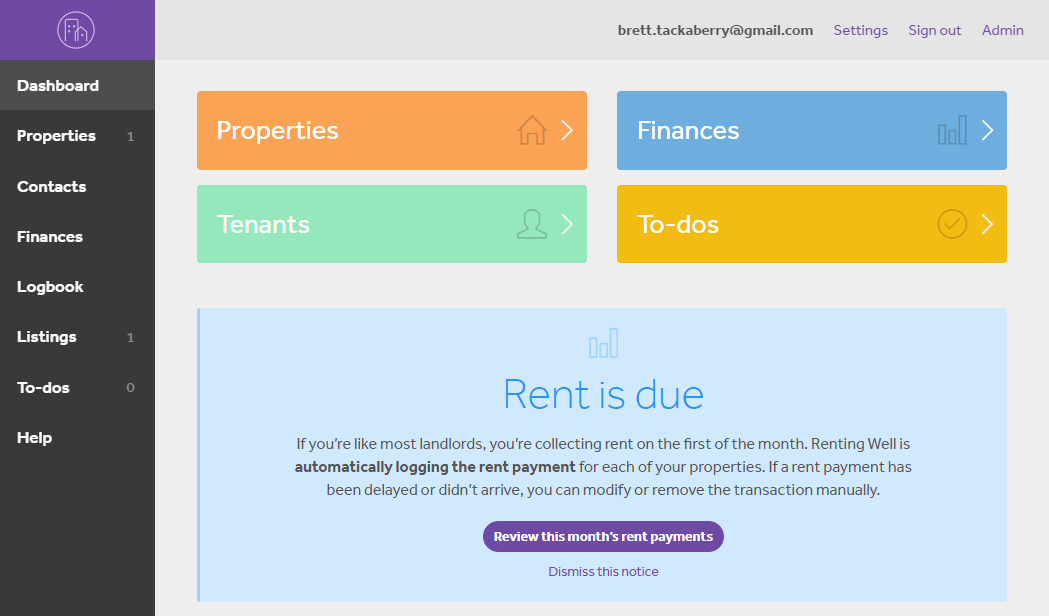 brett.tackaberry@gmail.com Settings Sign out Admin
Dashboard
Properties 1
Contacts
Finances
Logbook
Listings 1
To-dos 0
Help
Properties
Finances
Tenants
To-dos
Rent is due
If you’re like most landlords, you’re collecting rent on the first of the month. Renting Well is
automatically logging the rent payment for each of your properties. If a rent payment has
been delayed or didn’t arrive, you can modify or remove the transaction manually.
Review this month’s rent payments
Dismiss this notice